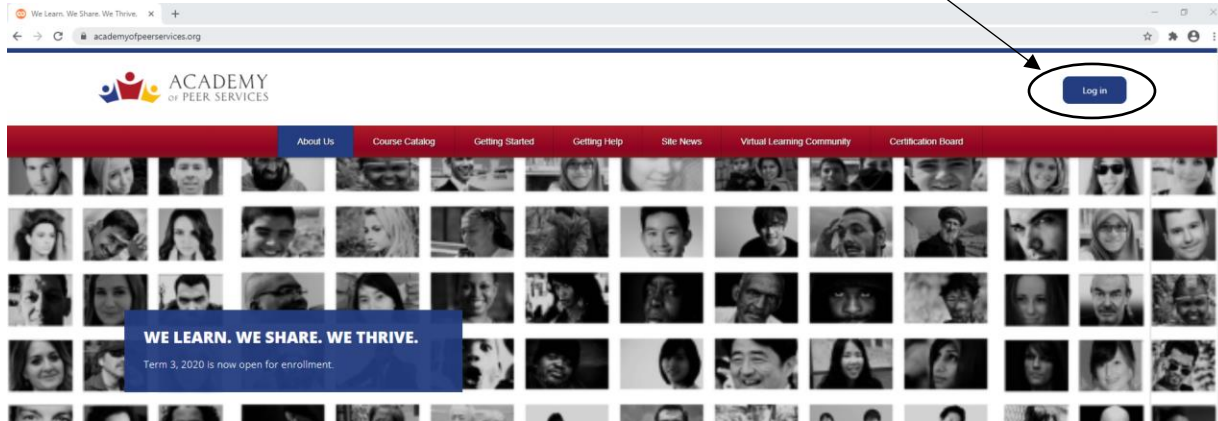 We Learn. We Share. We Thrive.
academyofpeerservices.org
ACADEMY
OF PEER SERVICES
Log in
About Us Course Catalog Getting Started Getting Help Site News Virtual Learning Community Certification Board
WE LEARN. WE SHARE. WE THRIVE.
Term 3, 2020 is now open for enrollment.